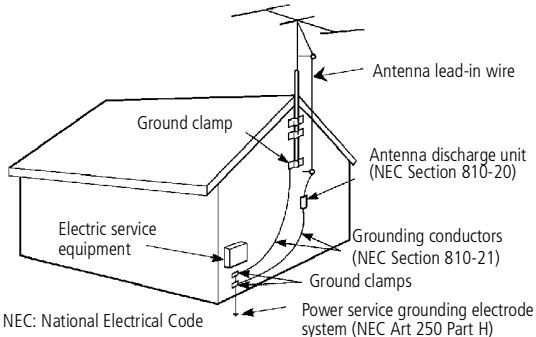 Antenna lead-in wire
Ground clamp
Antenna discharge unit
(NEC Section 810-20)
Electric service
equipment
Grounding conductors
(NEC Section 810-21)
Ground clamps
Power service grounding electrode
system (NEC Art 250 Part H)
NEC: National Electrical Code